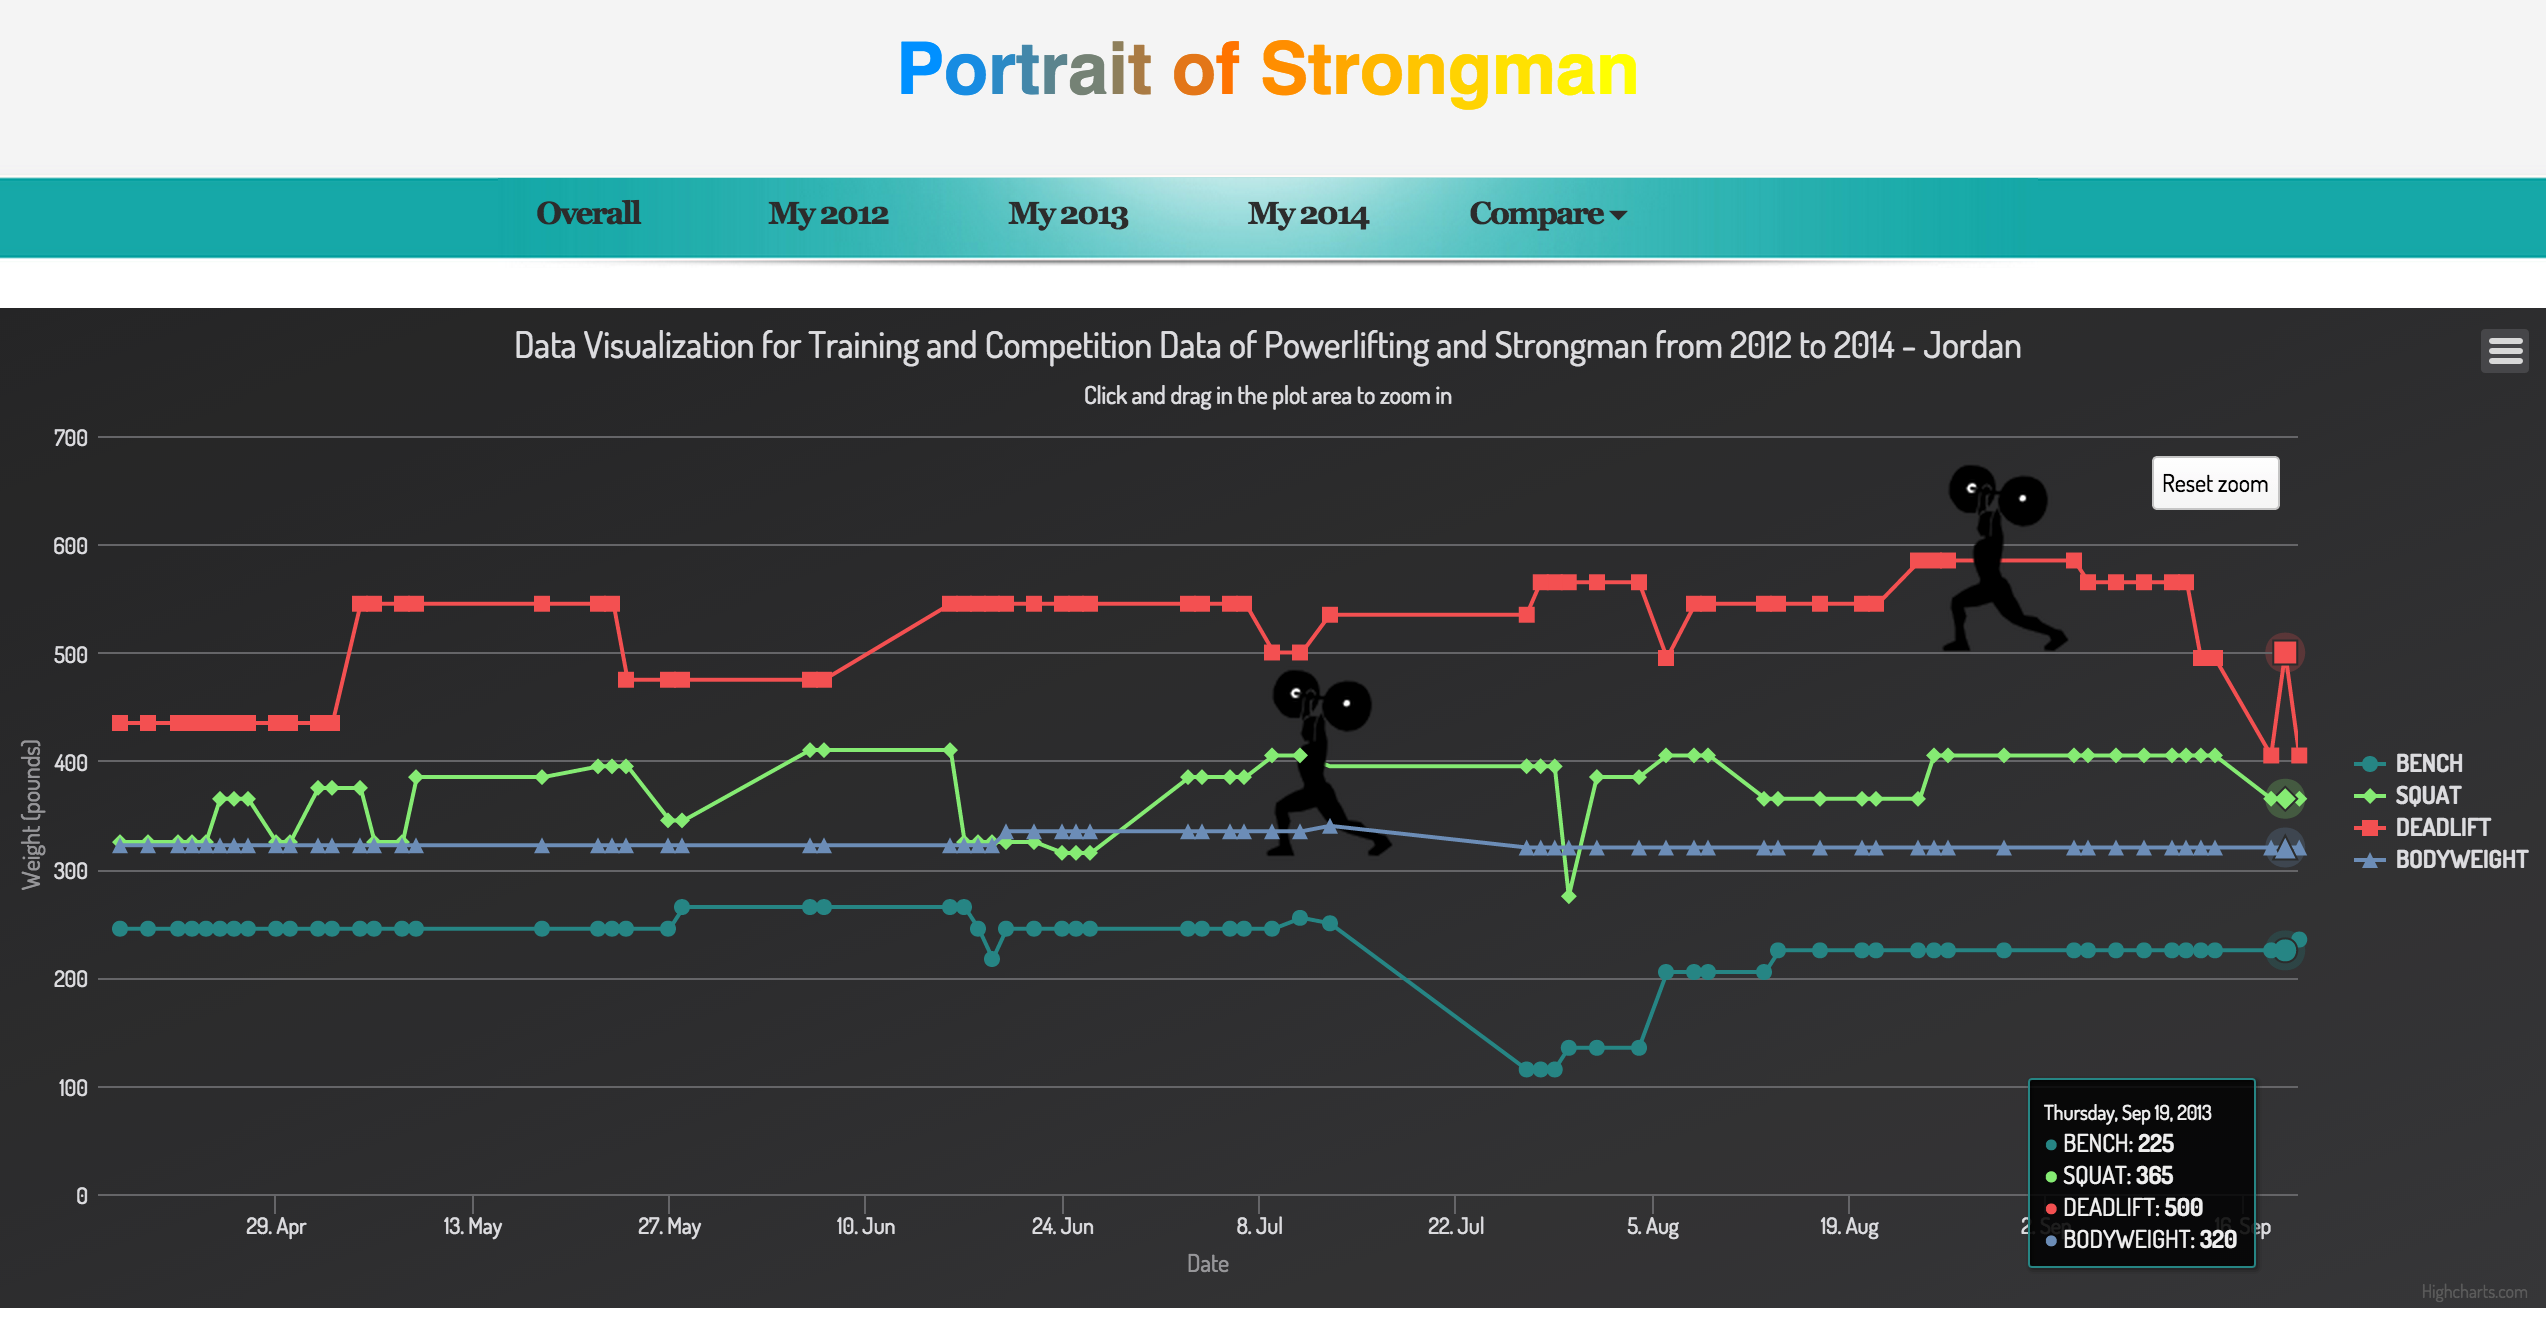 Portrait of Strongman
Overall My 2012 My 2013 My 2014 Compare
Data Visualization for Training and Competition Data of Powerlifting and Strongman from 2012 to 2014 - Jordan
Click and drag in the plot area to zoom in
Reset zoom
700
600
500
400
300
200
100
0
Weight (pounds)
BENCH
SQUAT
DEADLIFT
BODYWEIGHT
Thursday, Sep 19, 2013
BENCH: 225
SQUAT: 365
DEADLIFT: 500
BODYWEIGHT: 320
29. Apr 13. May 27. May 10. Jun 24. Jun 8. Jul 22. Jul 5. Aug 19. Aug 2. Sep 16. Sep
Date
Highcharts.com